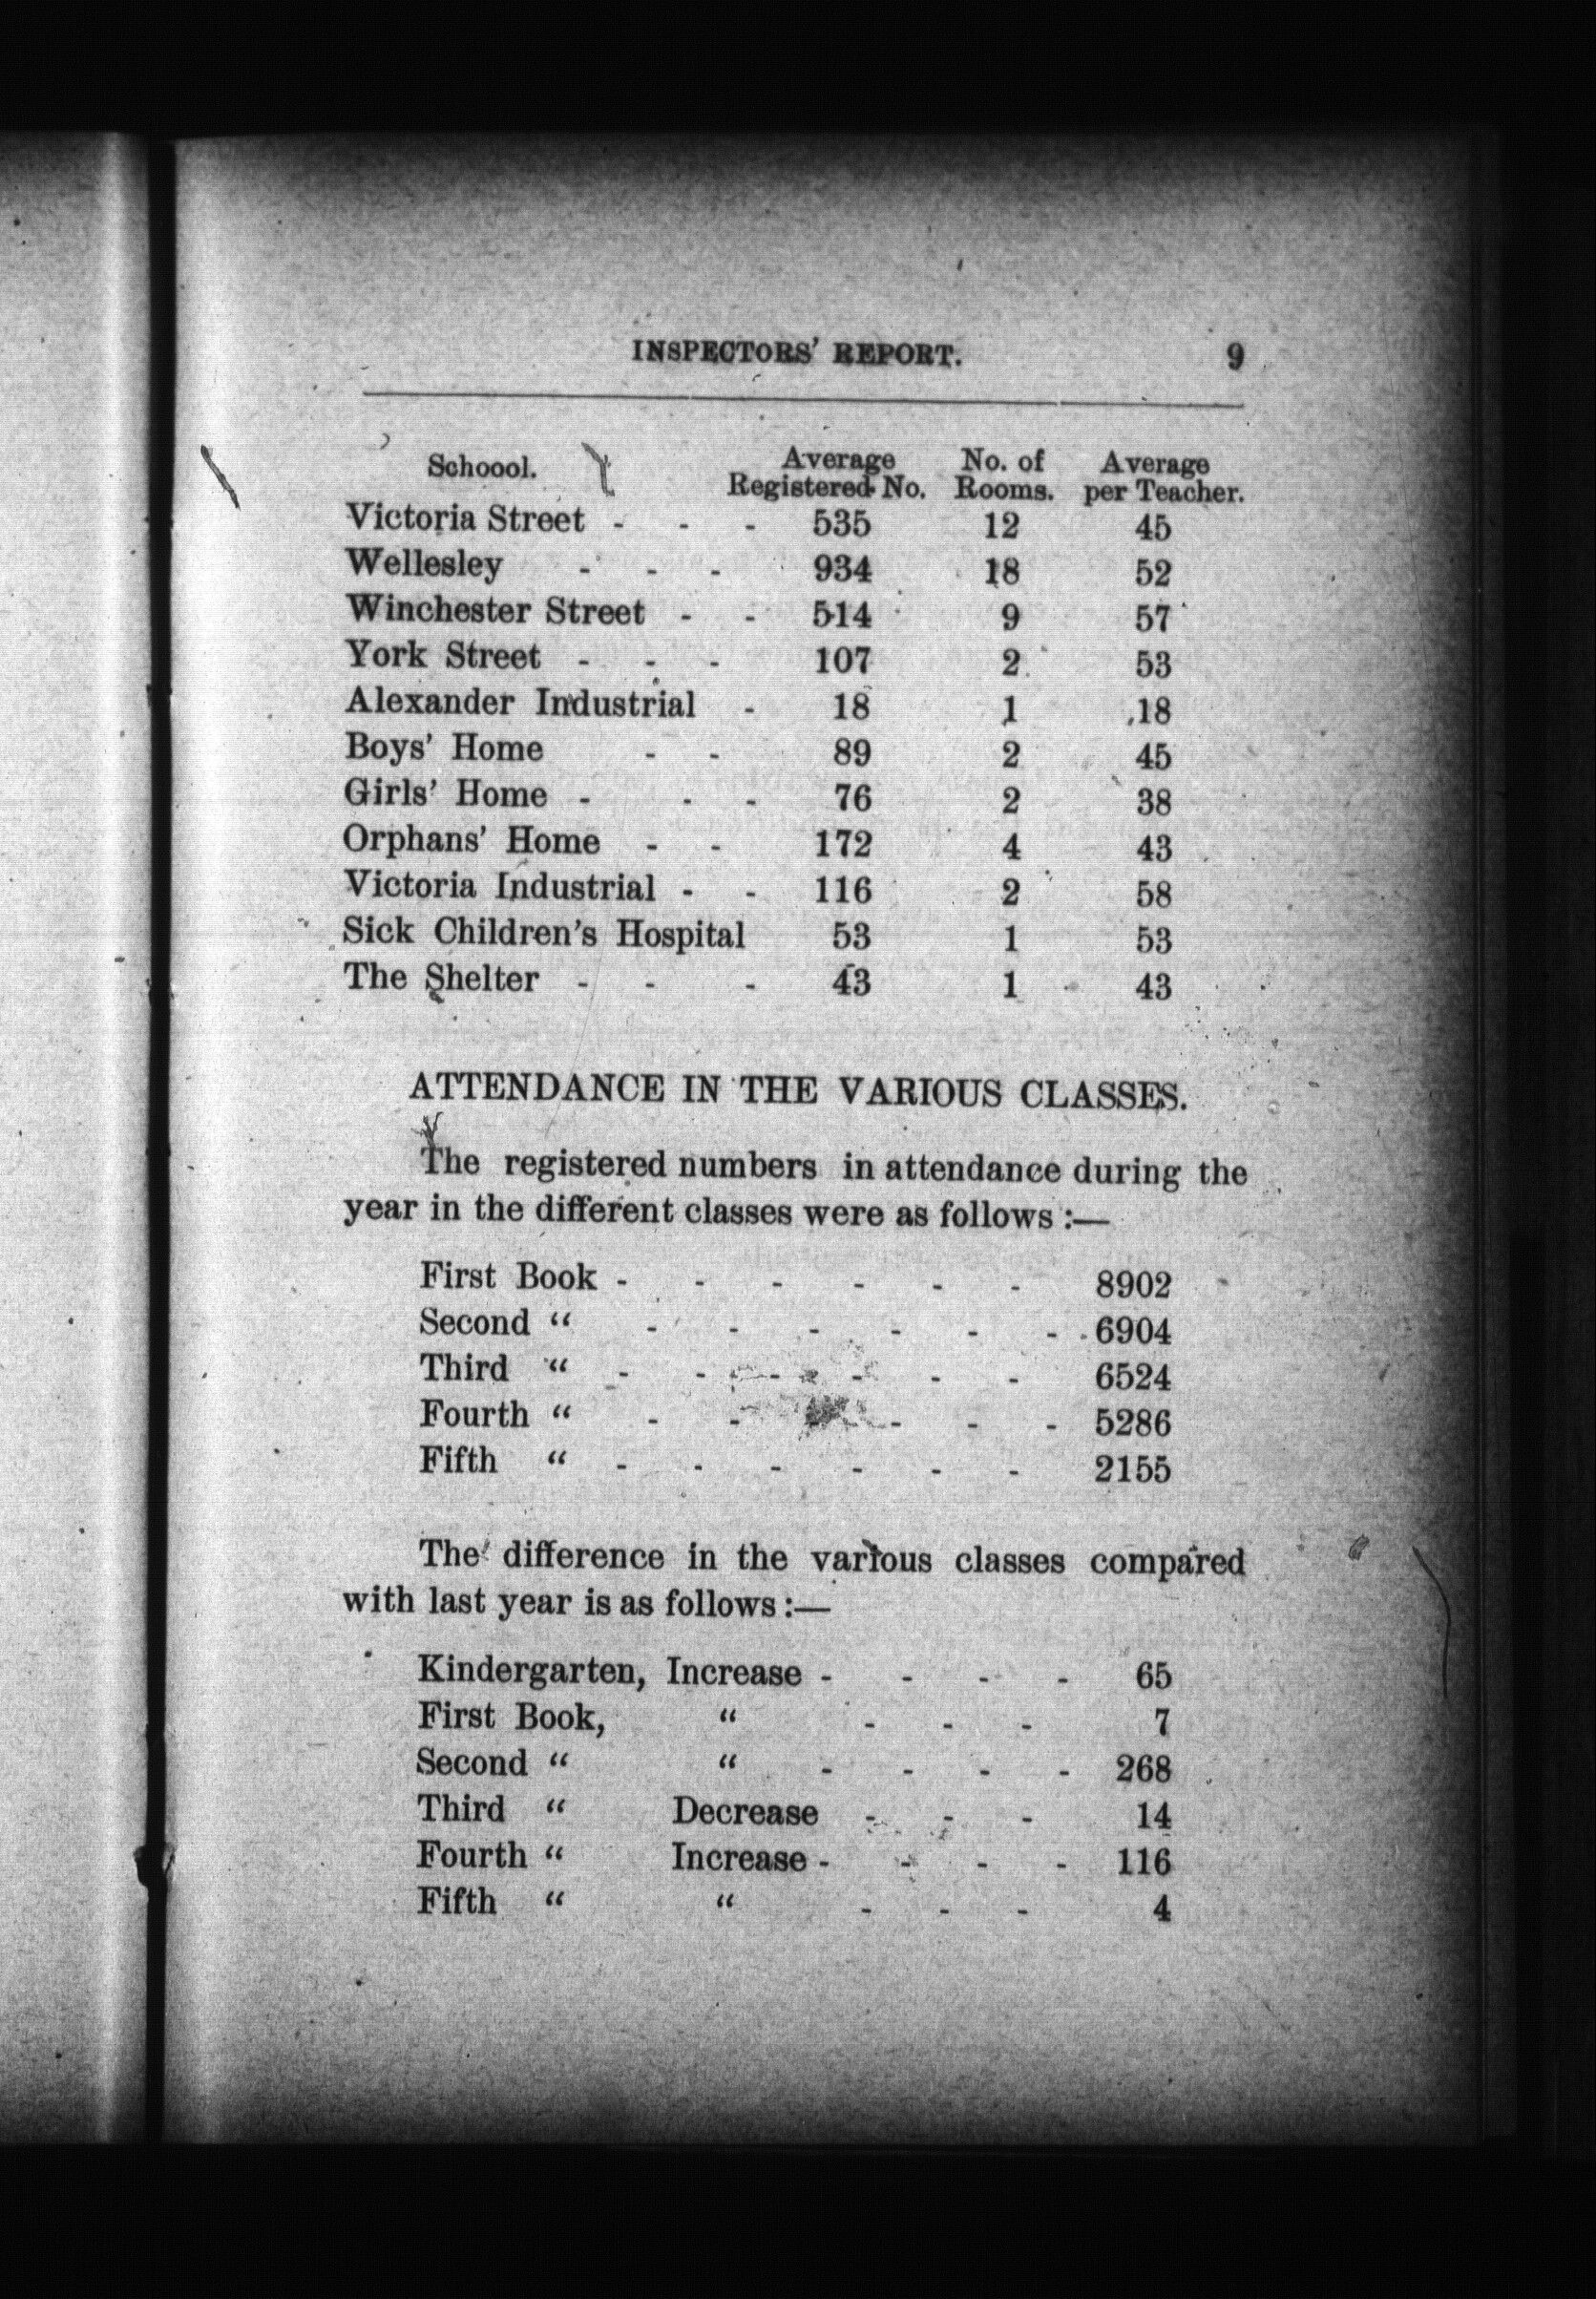 INSPECTORS' REPORT. 9
Schoool. Average Registered No. No. of Rooms. Average per Teacher.
Victoria Street - - - 535 12 45
Wellesley - - - 934 18 52
Winchester Street - - 514 9 57
York Street - - - 107 2 53
Alexander Industrial - 18 1 18
Boys' Home - - 89 2 45
Girls' Home - - - 76 2 38
Orphans' Home - - 172 4 43
Victoria Industrial - - 116 2 58
Sick Children's Hospital 53 1 53
The Shelter - - - 43 1 43
ATTENDANCE IN THE VARIOUS CLASSES.
The registered numbers in attendance during the
year in the different classes were as follows :—
First Book - - - - - - 8902
Second “ - - - - - - 6904
Third “ - - - - - - 6524
Fourth “ - - - - - - 5286
Fifth “ - - - - - - 2155
The difference in the various classes compared
with last year is as follows :—
Kindergarten, Increase - - - - 65
First Book, “ - - - 7
Second “ “ - - - - 268
Third “ Decrease - - - 14
Fourth “ Increase - - - - 116
Fifth “ “ - - - 4